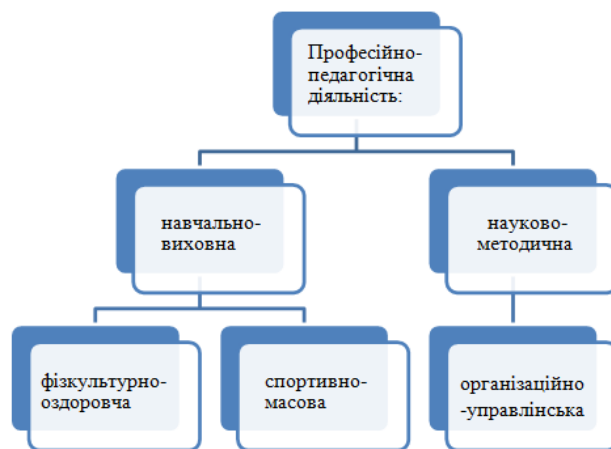 Професійно-
педагогічна
діяльність:
навчально-
виховна
науково-
методична
фізкультурно-
оздоровча
спортивно-
масова
організаційно
-управлінська